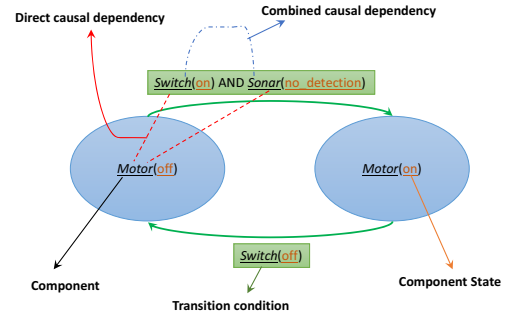 Direct causal dependency
Combined causal dependency
Switch(on) AND Sonar(no_detection)
Motor(off)
Motor(on)
Switch(off)
Component
Component State
Transition condition